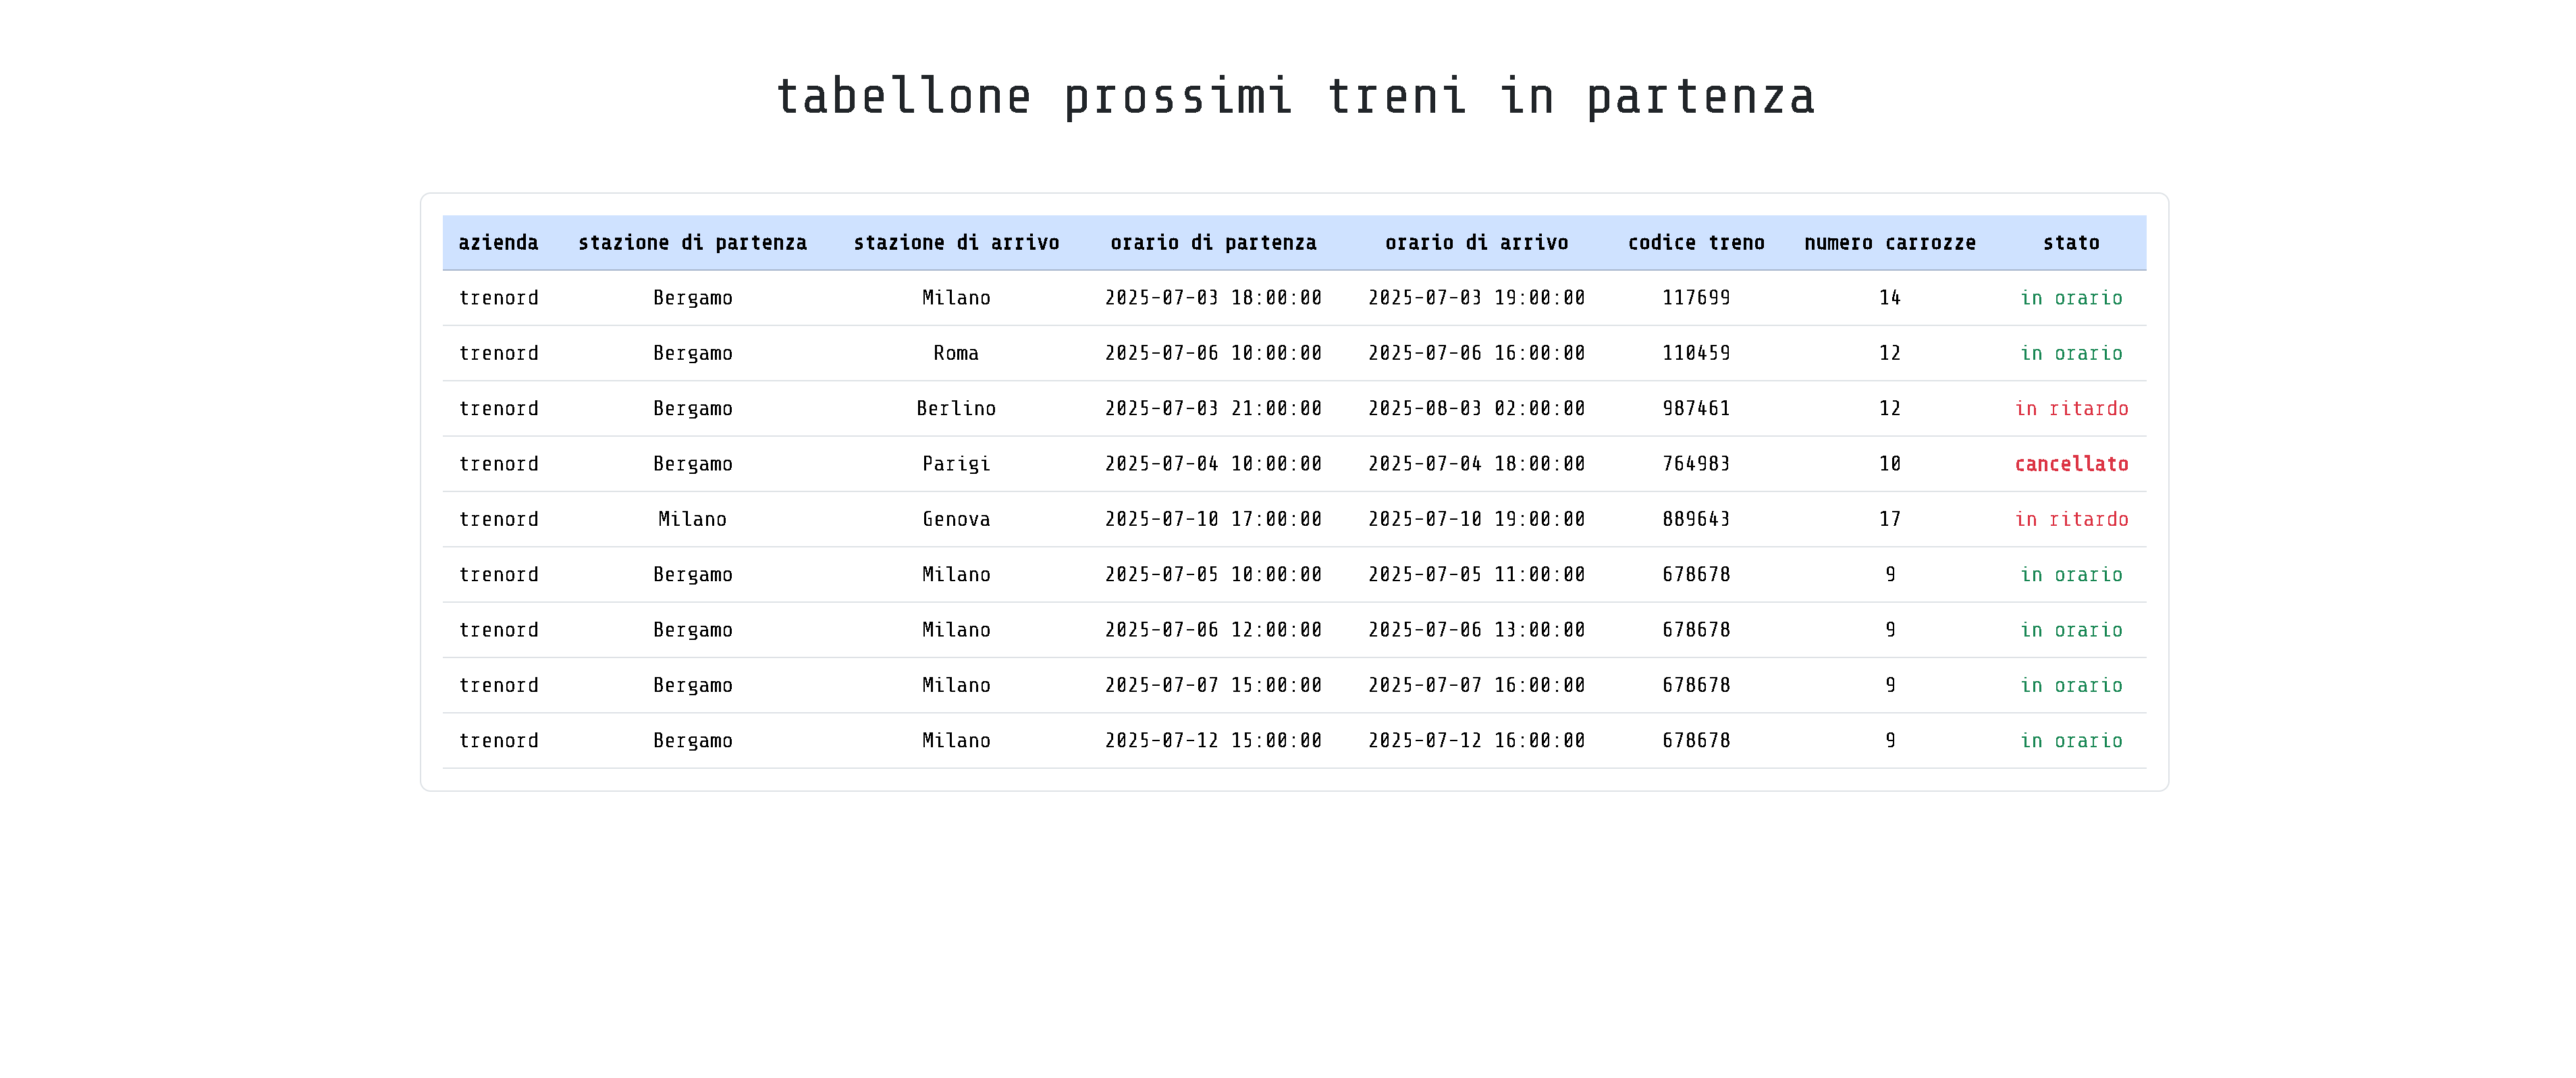 tabellone prossimi treni in partenza
azienda stazione di partenza stazione di arrivo orario di partenza orario di arrivo codice treno numero carrozze stato
trenord Bergamo Milano 2025-07-03 18:00:00 2025-07-03 19:00:00 117699 14 in orario
trenord Bergamo Roma 2025-07-06 10:00:00 2025-07-06 16:00:00 110459 12 in orario
trenord Bergamo Berlino 2025-07-03 21:00:00 2025-08-03 02:00:00 987461 12 in ritardo
trenord Bergamo Parigi 2025-07-04 10:00:00 2025-07-04 18:00:00 764983 10 cancellato
trenord Milano Genova 2025-07-10 17:00:00 2025-07-10 19:00:00 889643 17 in ritardo
trenord Bergamo Milano 2025-07-05 10:00:00 2025-07-05 11:00:00 678678 9 in orario
trenord Bergamo Milano 2025-07-06 12:00:00 2025-07-06 13:00:00 678678 9 in orario
trenord Bergamo Milano 2025-07-07 15:00:00 2025-07-07 16:00:00 678678 9 in orario
trenord Bergamo Milano 2025-07-12 15:00:00 2025-07-12 16:00:00 678678 9 in orario